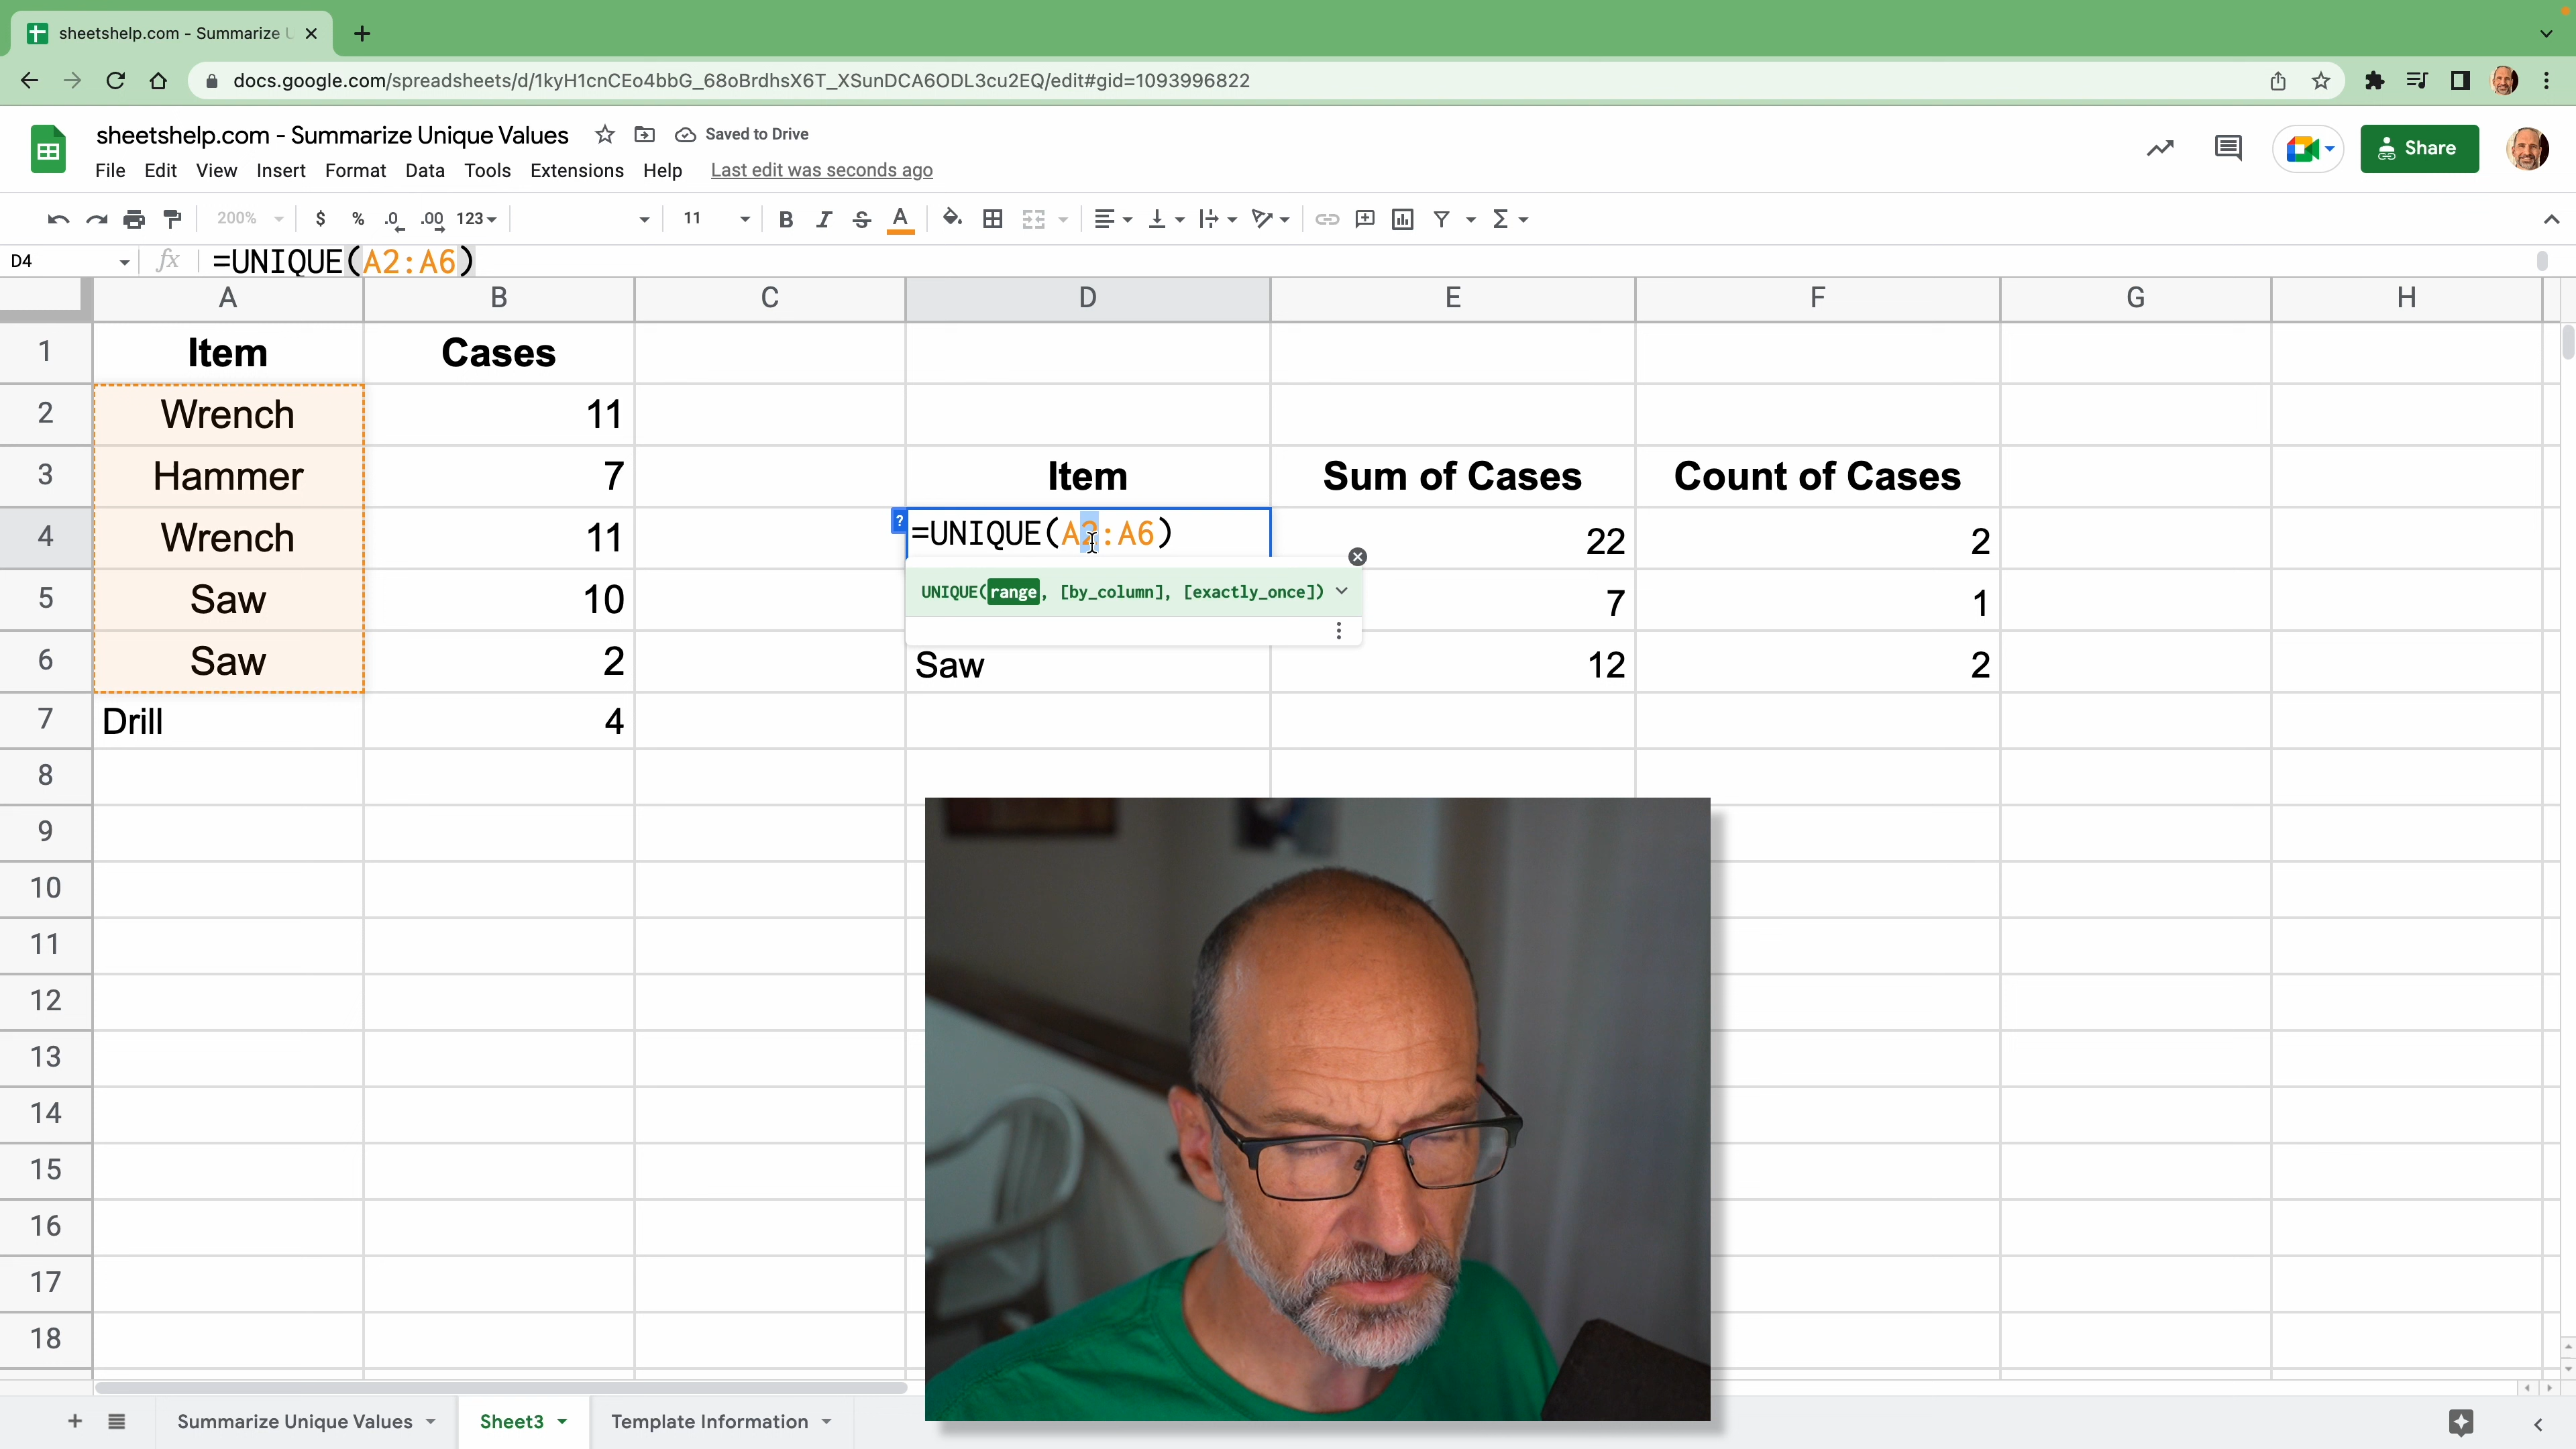 sheetshelp.com - Summarize U
docs.google.com/spreadsheets/d/1kyH1cnCEo4bbG_68oBrdhsX6T_XSunDCA6ODL3cu2EQ/edit#gid=1093996822
sheetshelp.com - Summarize Unique Values Saved to Drive
Share
File Edit View Insert Format Data Tools Extensions Help Last edit was seconds ago
200% $ % .0 .00 123 11 B I S A
D4 fx =UNIQUE(A2:A6)
A B C D E F G H
1 Item Cases
2 Wrench 11
3 Hammer 7 Item Sum of Cases Count of Cases
4 Wrench 11 ? =UNIQUE(A2:A6) 22 2
UNIQUE(range, [by_column], [exactly_once])
5 Saw 10 7 1
6 Saw 2 Saw 12 2
7 Drill 4
8
9
10
11
12
13
14
15
16
17
18
Summarize Unique Values Sheet3 Template Information